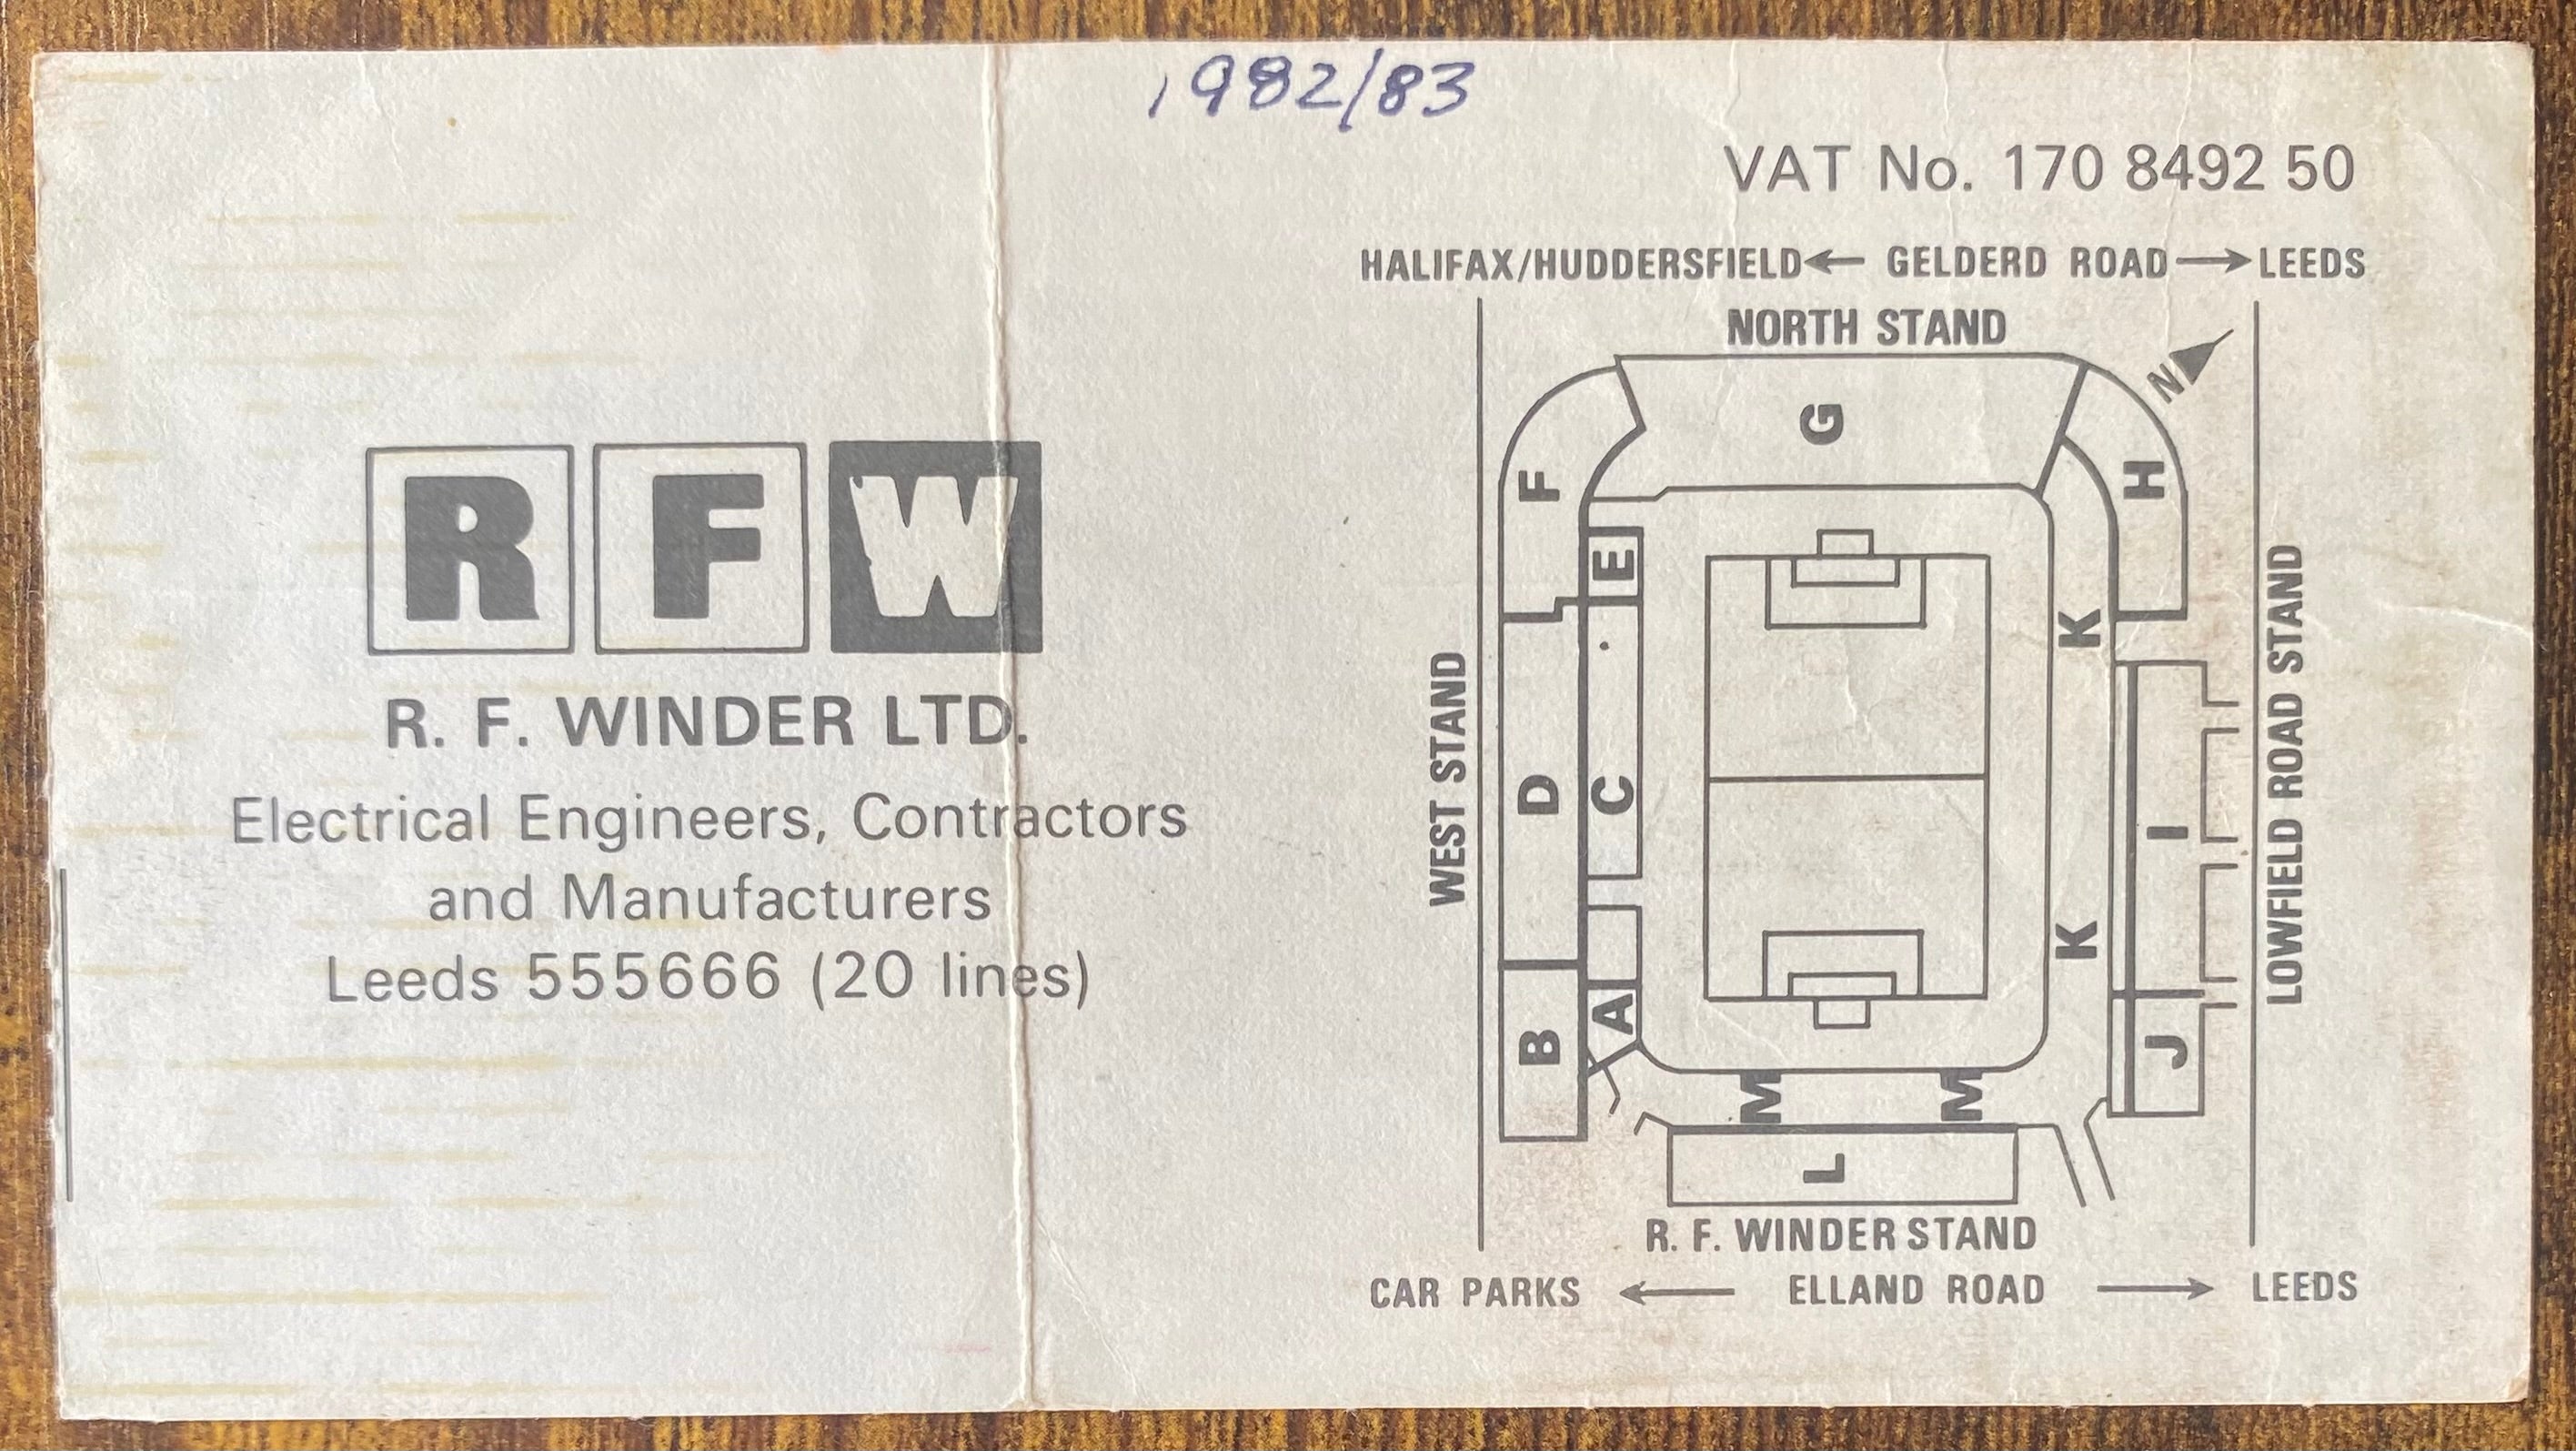 1982/83
R F W
R. F. WINDER LTD.
Electrical Engineers, Contractors
and Manufacturers
Leeds 555666 (20 lines)
VAT No. 170 8492 50
HALIFAX/HUDDERSFIELD← GELDERD ROAD→LEEDS
NORTH STAND
N
G
F
H
E
K
WEST STAND
D
C
I
LOWFIELD ROAD STAND
K
B
A
J
M M
L
R. F. WINDER STAND
CAR PARKS ← ELLAND ROAD → LEEDS